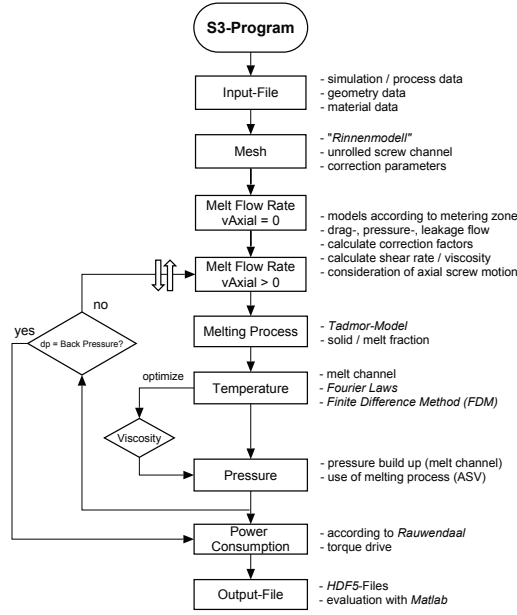 S3-Program
Input-File
- simulation / process data
- geometry data
- material data
Mesh
- "Rinnenmodell"
- unrolled screw channel
- correction parameters
Melt Flow Rate
vAxial = 0
- models according to metering zone
- drag-, pressure-, leakage flow
- calculate correction factors
- calculate shear rate / viscosity
- consideration of axial screw motion
Melt Flow Rate
vAxial > 0
no
yes
dp = Back Pressure?
Melting Process
- Tadmor-Model
- solid / melt fraction
optimize
Temperature
- melt channel
- Fourier Laws
- Finite Difference Method (FDM)
Viscosity
Pressure
- pressure build up (melt channel)
- use of melting process (ASV)
Power
Consumption
- according to Rauwendaal
- torque drive
Output-File
- HDF5-Files
- evaluation with Matlab